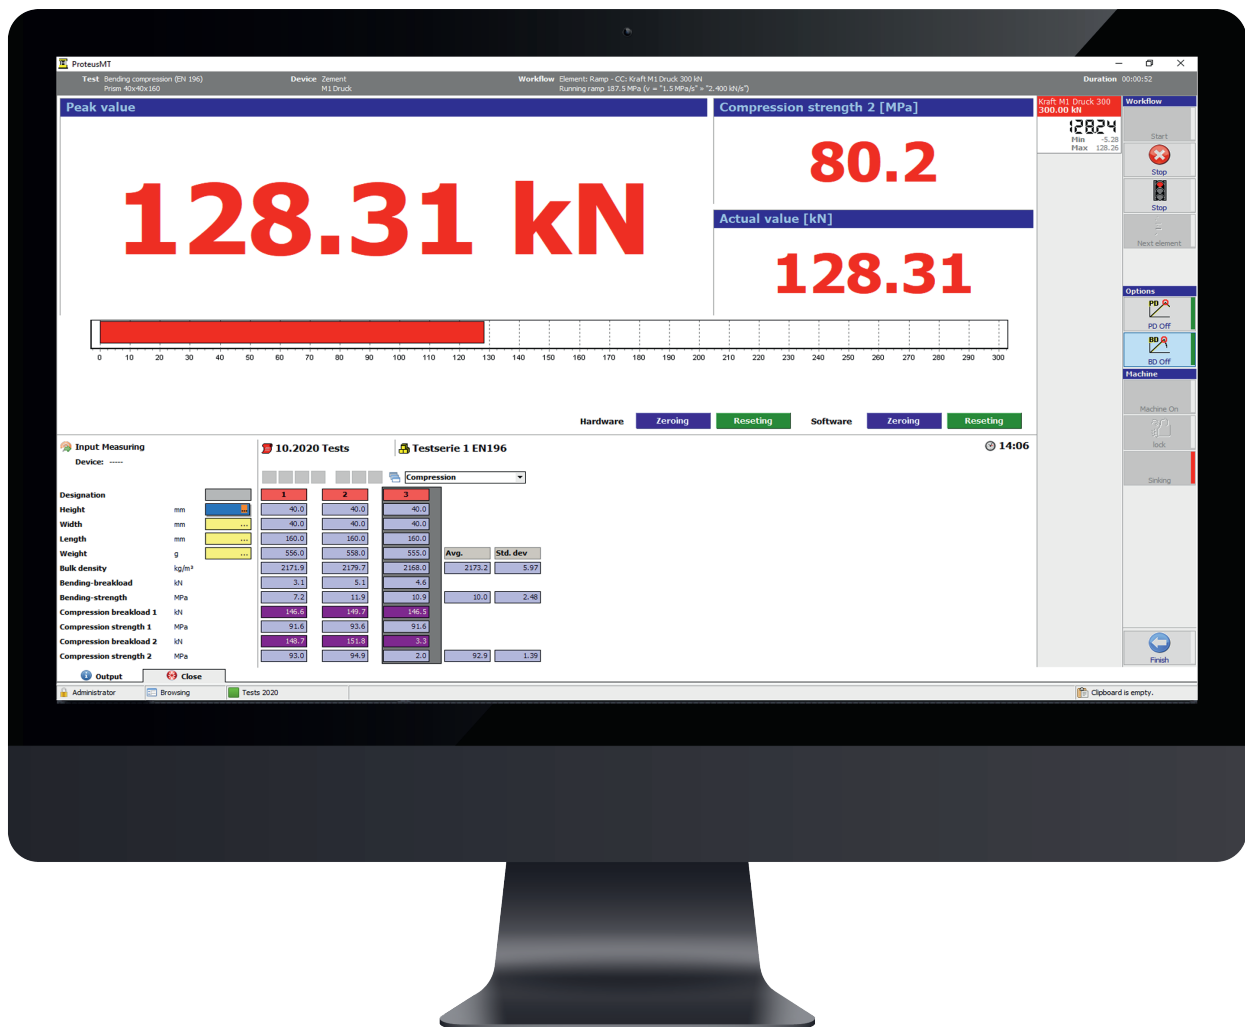 ProteusMT
Test Bending compression (EN 196) Device Zement Workflow Element: Ramp - CC: Kraft M1 Druck 300 kN Duration 00:00:52
Prism 40x40x160 M1 Druck Running ramp 187.5 MPa (v = "1.5 MPa/s" » "2.400 kN/s")
Peak value
128.31 kN
Compression strength 2 [MPa]
80.2
Actual value [kN]
128.31
Kraft M1 Druck 300
300.00 kN
128.24
Min -5.28
Max 128.26
Workflow
Start
Stop
Stop
Next element
Options
PD
PD Off
BD
BD Off
Machine
Machine On
lock
Sinking
Finish
0 10 20 30 40 50 60 70 80 90 100 110 120 130 140 150 160 170 180 190 200 210 220 230 240 250 260 270 280 290 300
Hardware Zeroing Reseting Software Zeroing Reseting
Input Measuring 10.2020 Tests Testserie 1 EN196 14:06
Device: -----
Compression
Designation 1 2 3
Height mm ... 40.0 40.0 40.0
Width mm ... 40.0 40.0 40.0
Length mm ... 160.0 160.0 160.0
Weight g ... 556.0 558.0 555.0 Avg. Std. dev
Bulk density kg/m³ 2171.9 2179.7 2168.0 2173.2 5.97
Bending-breakload kN 3.1 5.1 4.6
Bending-strength MPa 7.2 11.9 10.9 10.0 2.48
Compression breakload 1 kN 146.6 149.7 146.5
Compression strength 1 MPa 91.6 93.6 91.6
Compression breakload 2 kN 148.7 151.8 3.3
Compression strength 2 MPa 93.0 94.9 2.0 92.9 1.39
Output Close
Administrator Browsing Tests 2020 Clipboard is empty.